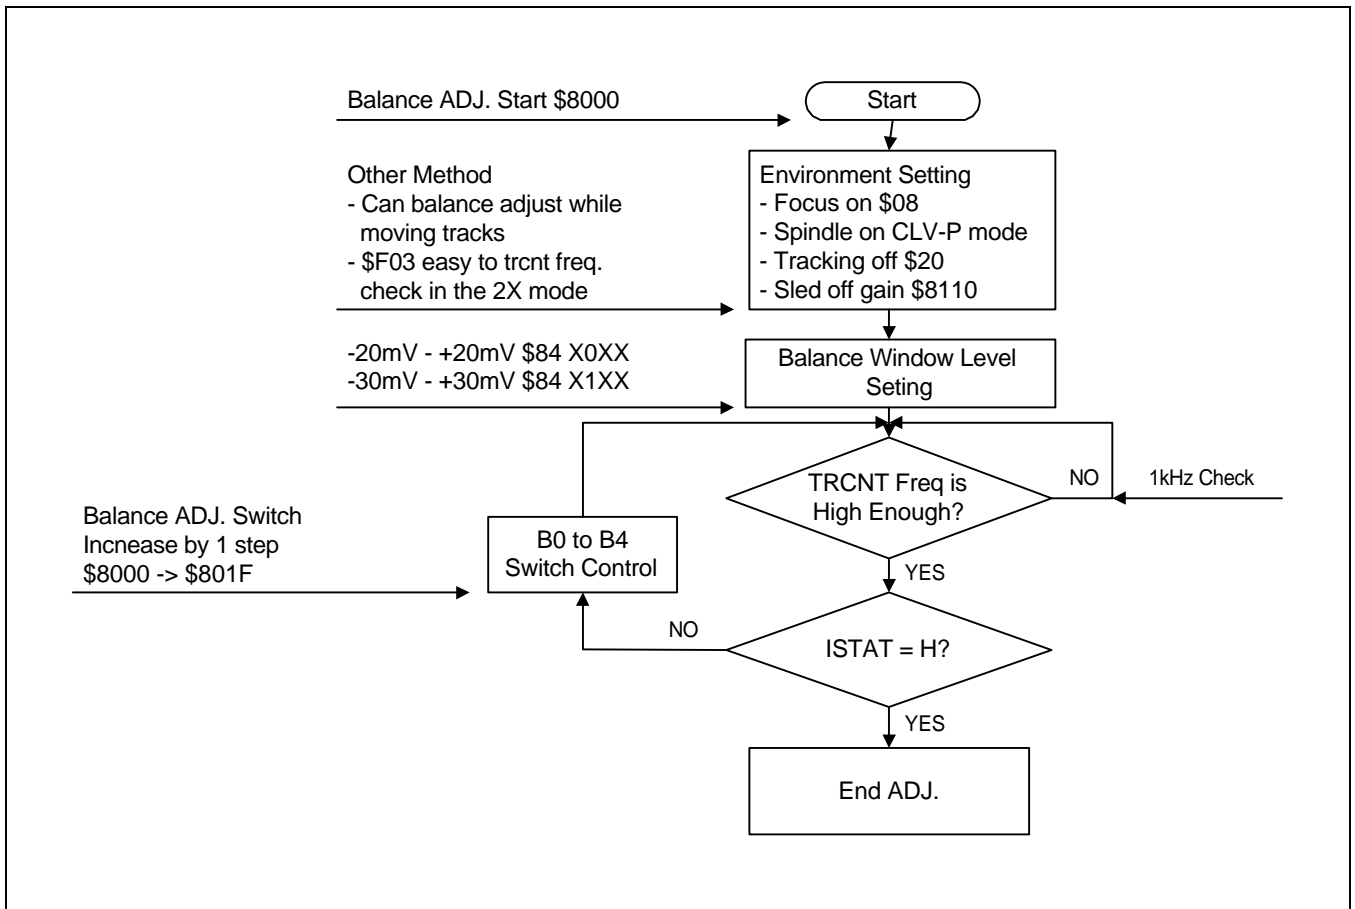 Balance ADJ. Start $8000
Start
Other Method
- Can balance adjust while
moving tracks
- $F03 easy to trcnt freq.
check in the 2X mode
Environment Setting
- Focus on $08
- Spindle on CLV-P mode
- Tracking off $20
- Sled off gain $8110
-20mV - +20mV $84 X0XX
-30mV - +30mV $84 X1XX
Balance Window Level
Seting
TRCNT Freq is
High Enough?
NO
1kHz Check
Balance ADJ. Switch
Incnease by 1 step
$8000 -> $801F
B0 to B4
Switch Control
YES
NO
ISTAT = H?
YES
End ADJ.